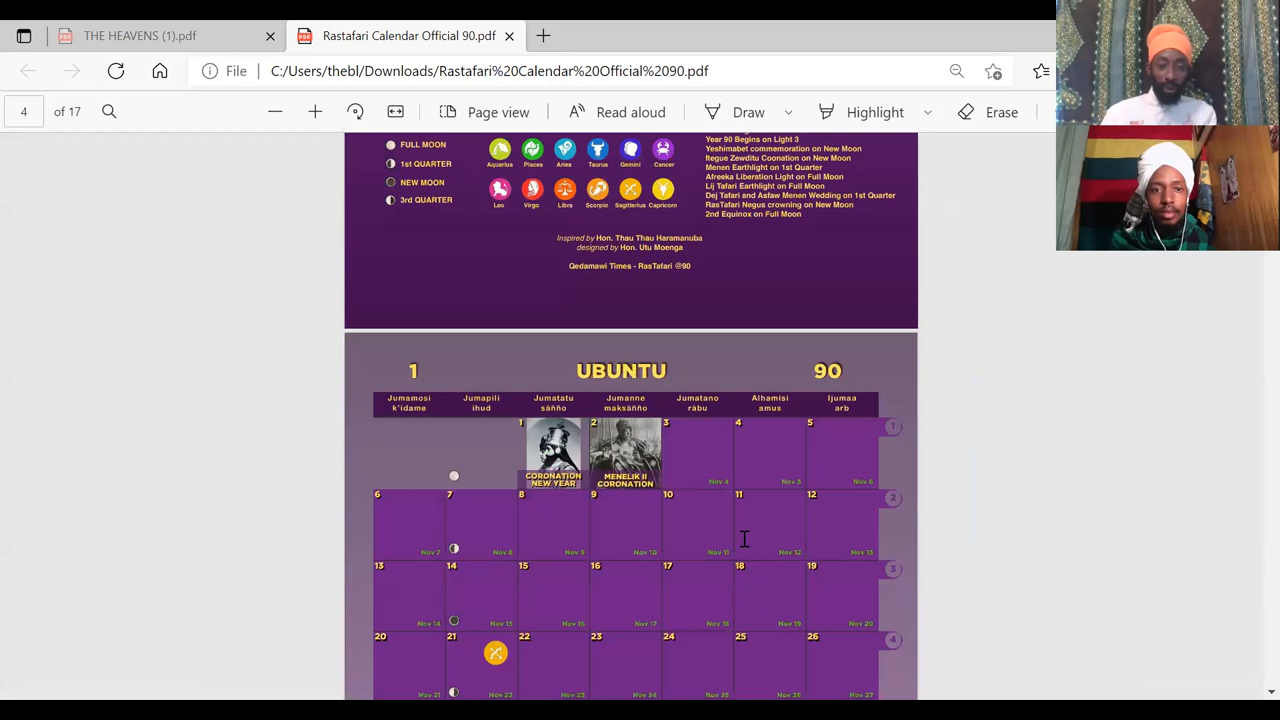 THE HEAVENS (1).pdf
Rastafari Calendar Official 90.pdf
File
C:/Users/thebl/Downloads/Rastafari%20Calendar%20Official%2090.pdf
4
of 17
Page view
Read aloud
Draw
Highlight
Erase
FULL MOON
1st QUARTER
NEW MOON
3rd QUARTER
Aquarius Pisces Aries Taurus Gemini Cancer
Leo Virgo Libra Scorpio Sagittarius Capricorn
Year 90 Begins on Light 3
Yeshimabet commemoration on New Moon
Itegue Zewditu Coonation on New Moon
Menen Earthlight on 1st Quarter
Afreeka Liberation Light on Full Moon
Lij Tafari Earthlight on Full Moon
Dej Tafari and Asfaw Menen Wedding on 1st Quarter
RasTafari Negus crowning on New Moon
2nd Equinox on Full Moon
Inspired by Hon. Thau Thau Haramanuba
designed by Hon. Utu Moenga
Qedamawi Times - RasTafari @90
1 UBUNTU 90
Jumamosi Jumapili Jumatatu Jumanne Jumatano Alhamisi Ijumaa
k'idame ihud säñño maksäñño räbu amus arb
1 2 3 4 5 1
CORONATION
NEW YEAR
MENELIK II
CORONATION
Nov 4 Nov 5 Nov 6
6 7 8 9 10 11 12 2
Nov 7 Nov 8 Nov 9 Nov 10 Nov 11 Nov 12 Nov 13
13 14 15 16 17 18 19 3
Nov 14 Nov 15 Nov 16 Nov 17 Nov 18 Nov 19 Nov 20
20 21 22 23 24 25 26 4
Nov 21 Nov 22 Nov 23 Nov 24 Nov 25 Nov 26 Nov 27